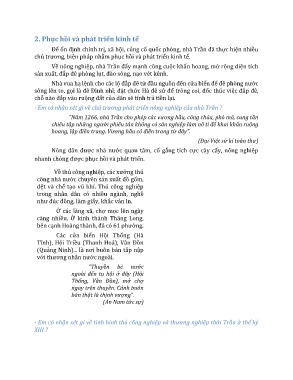 2. Phục hồi và phát triển kinh tế
Để ổn định chính trị, xã hội, củng cố quốc phòng, nhà Trần đã thực hiện nhiều
chủ trương, biện pháp nhằm phục hồi và phát triển kinh tế.
Về nông nghiệp, nhà Trần đẩy mạnh công cuộc khẩn hoang, mở rộng diện tích
sản xuất, đắp đê phòng lụt, đào sông, nạo vét kênh.
Nhà vua hạ lệnh cho các lộ đắp đê từ đầu nguồn đến cửa biển để đề phòng nước
sông lên to, gọi là đê Đỉnh nhĩ, đặt chức Hà đê sứ để trông coi, đốc thúc việc đắp đê,
chỗ nào đắp vào ruộng đất của dân sẽ tính trả tiền lại.
- Em có nhận xét gì về chủ trương phát triển nông nghiệp của nhà Trần ?
"Năm 1266, nhà Trần cho phép các vương hầu, công chúa, phò mã, cung tần
chiêu tập những người phiêu tán không có sản nghiệp làm nô tì để khai khẩn ruộng
hoang, lập điền trang. Vương hầu có điền trang từ đây".
(Đại Việt sử kí toàn thư)
Nông dân được nhà nước quan tâm, cố gắng tích cực cày cấy, nông nghiệp
nhanh chóng được phục hồi và phát triển.
Về thủ công nghiệp, các xưởng thủ
công nhà nước chuyên sản xuất đồ gốm,
dệt và chế tạo vũ khí. Thủ công nghiệp
trong nhân dân có nhiều ngành, nghề
như đúc đồng, làm giấy, khắc ván in.
Ở các làng xã, chợ mọc lên ngày
càng nhiều. Ở kinh thành Thăng Long,
bên cạnh Hoàng thành, đã có 61 phường.
Các cửa biển Hội Thống (Hà
Tĩnh), Hội Triều (Thanh Hoá), Vân Đồn
(Quảng Ninh)... là nơi buôn bán tấp nập
với thương nhân nước ngoài.
"Thuyền bè nước
ngoài đến tụ hội ở đây (Hội
Thống, Vân Đồn), mở chợ
ngay trên thuyền. Cảnh buôn
bán thật là thịnh vượng".
(An Nam tức sự)
- Em có nhận xét gì về tình hình thủ công nghiệp và thương nghiệp thời Trần ở thế kỷ
XIII ?